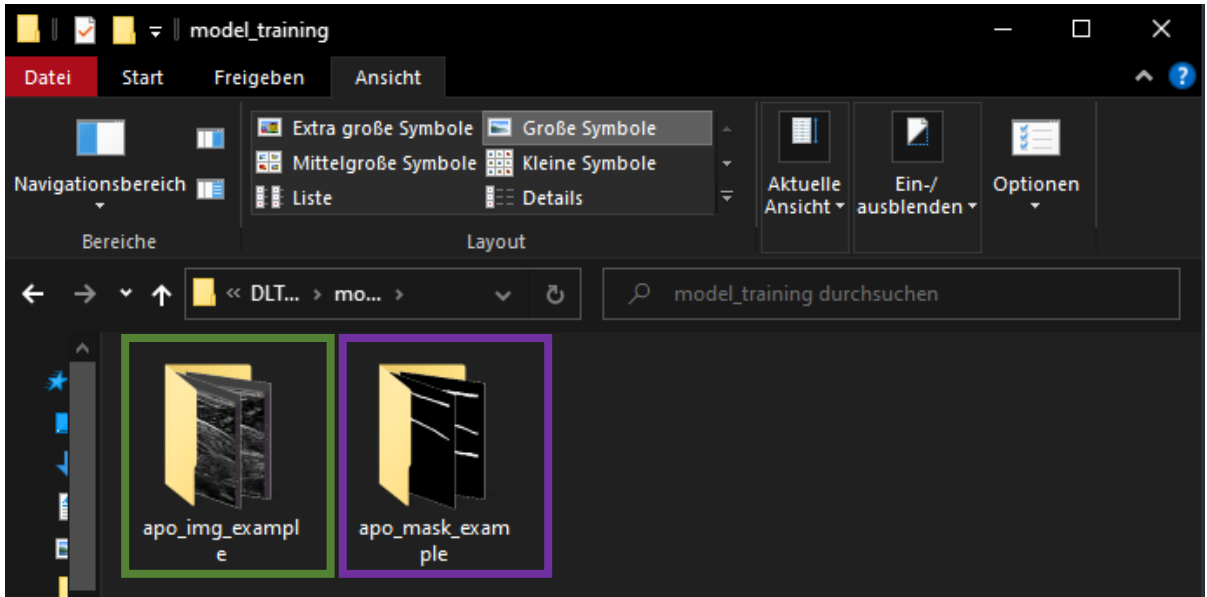 model_training
Datei Start Freigeben Ansicht
?
Extra große Symbole Große Symbole
Mittelgroße Symbole Kleine Symbole
Liste Details
Navigationsbereich
Aktuelle
Ansicht
Ein-/
ausblenden
Optionen
Bereiche Layout
« DLT... › mo... ›
model_training durchsuchen
apo_img_exampl
e
apo_mask_exam
ple